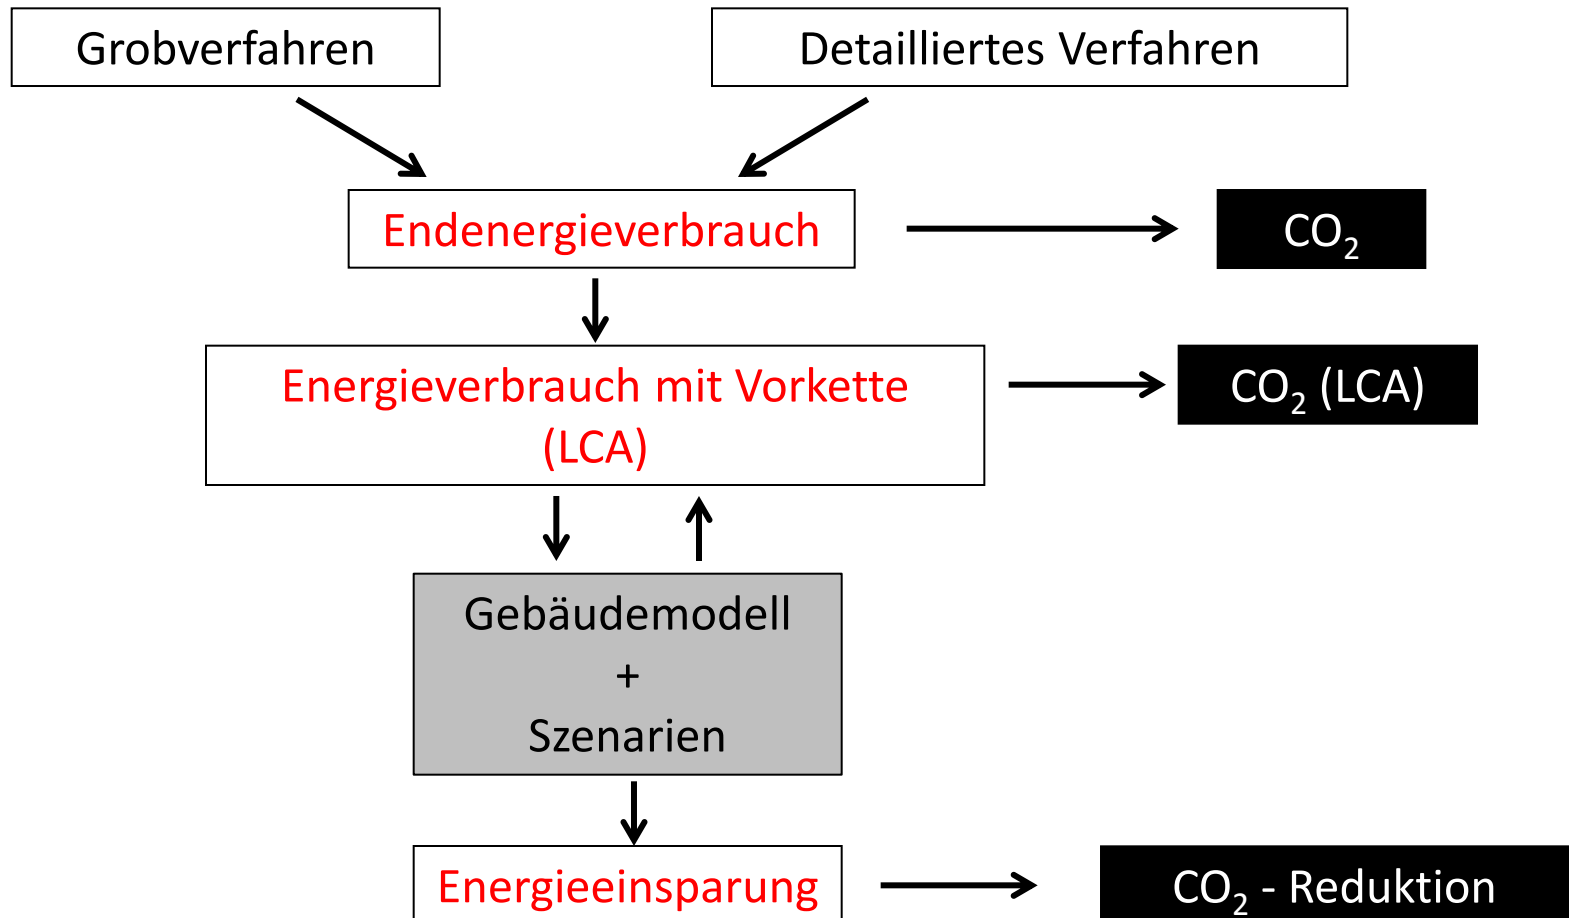 Grobverfahren
Detailliertes Verfahren
Endenergieverbrauch
CO₂
Energieverbrauch mit Vorkette
(LCA)
CO₂ (LCA)
Gebäudemodell
+
Szenarien
Energieeinsparung
CO₂ - Reduktion